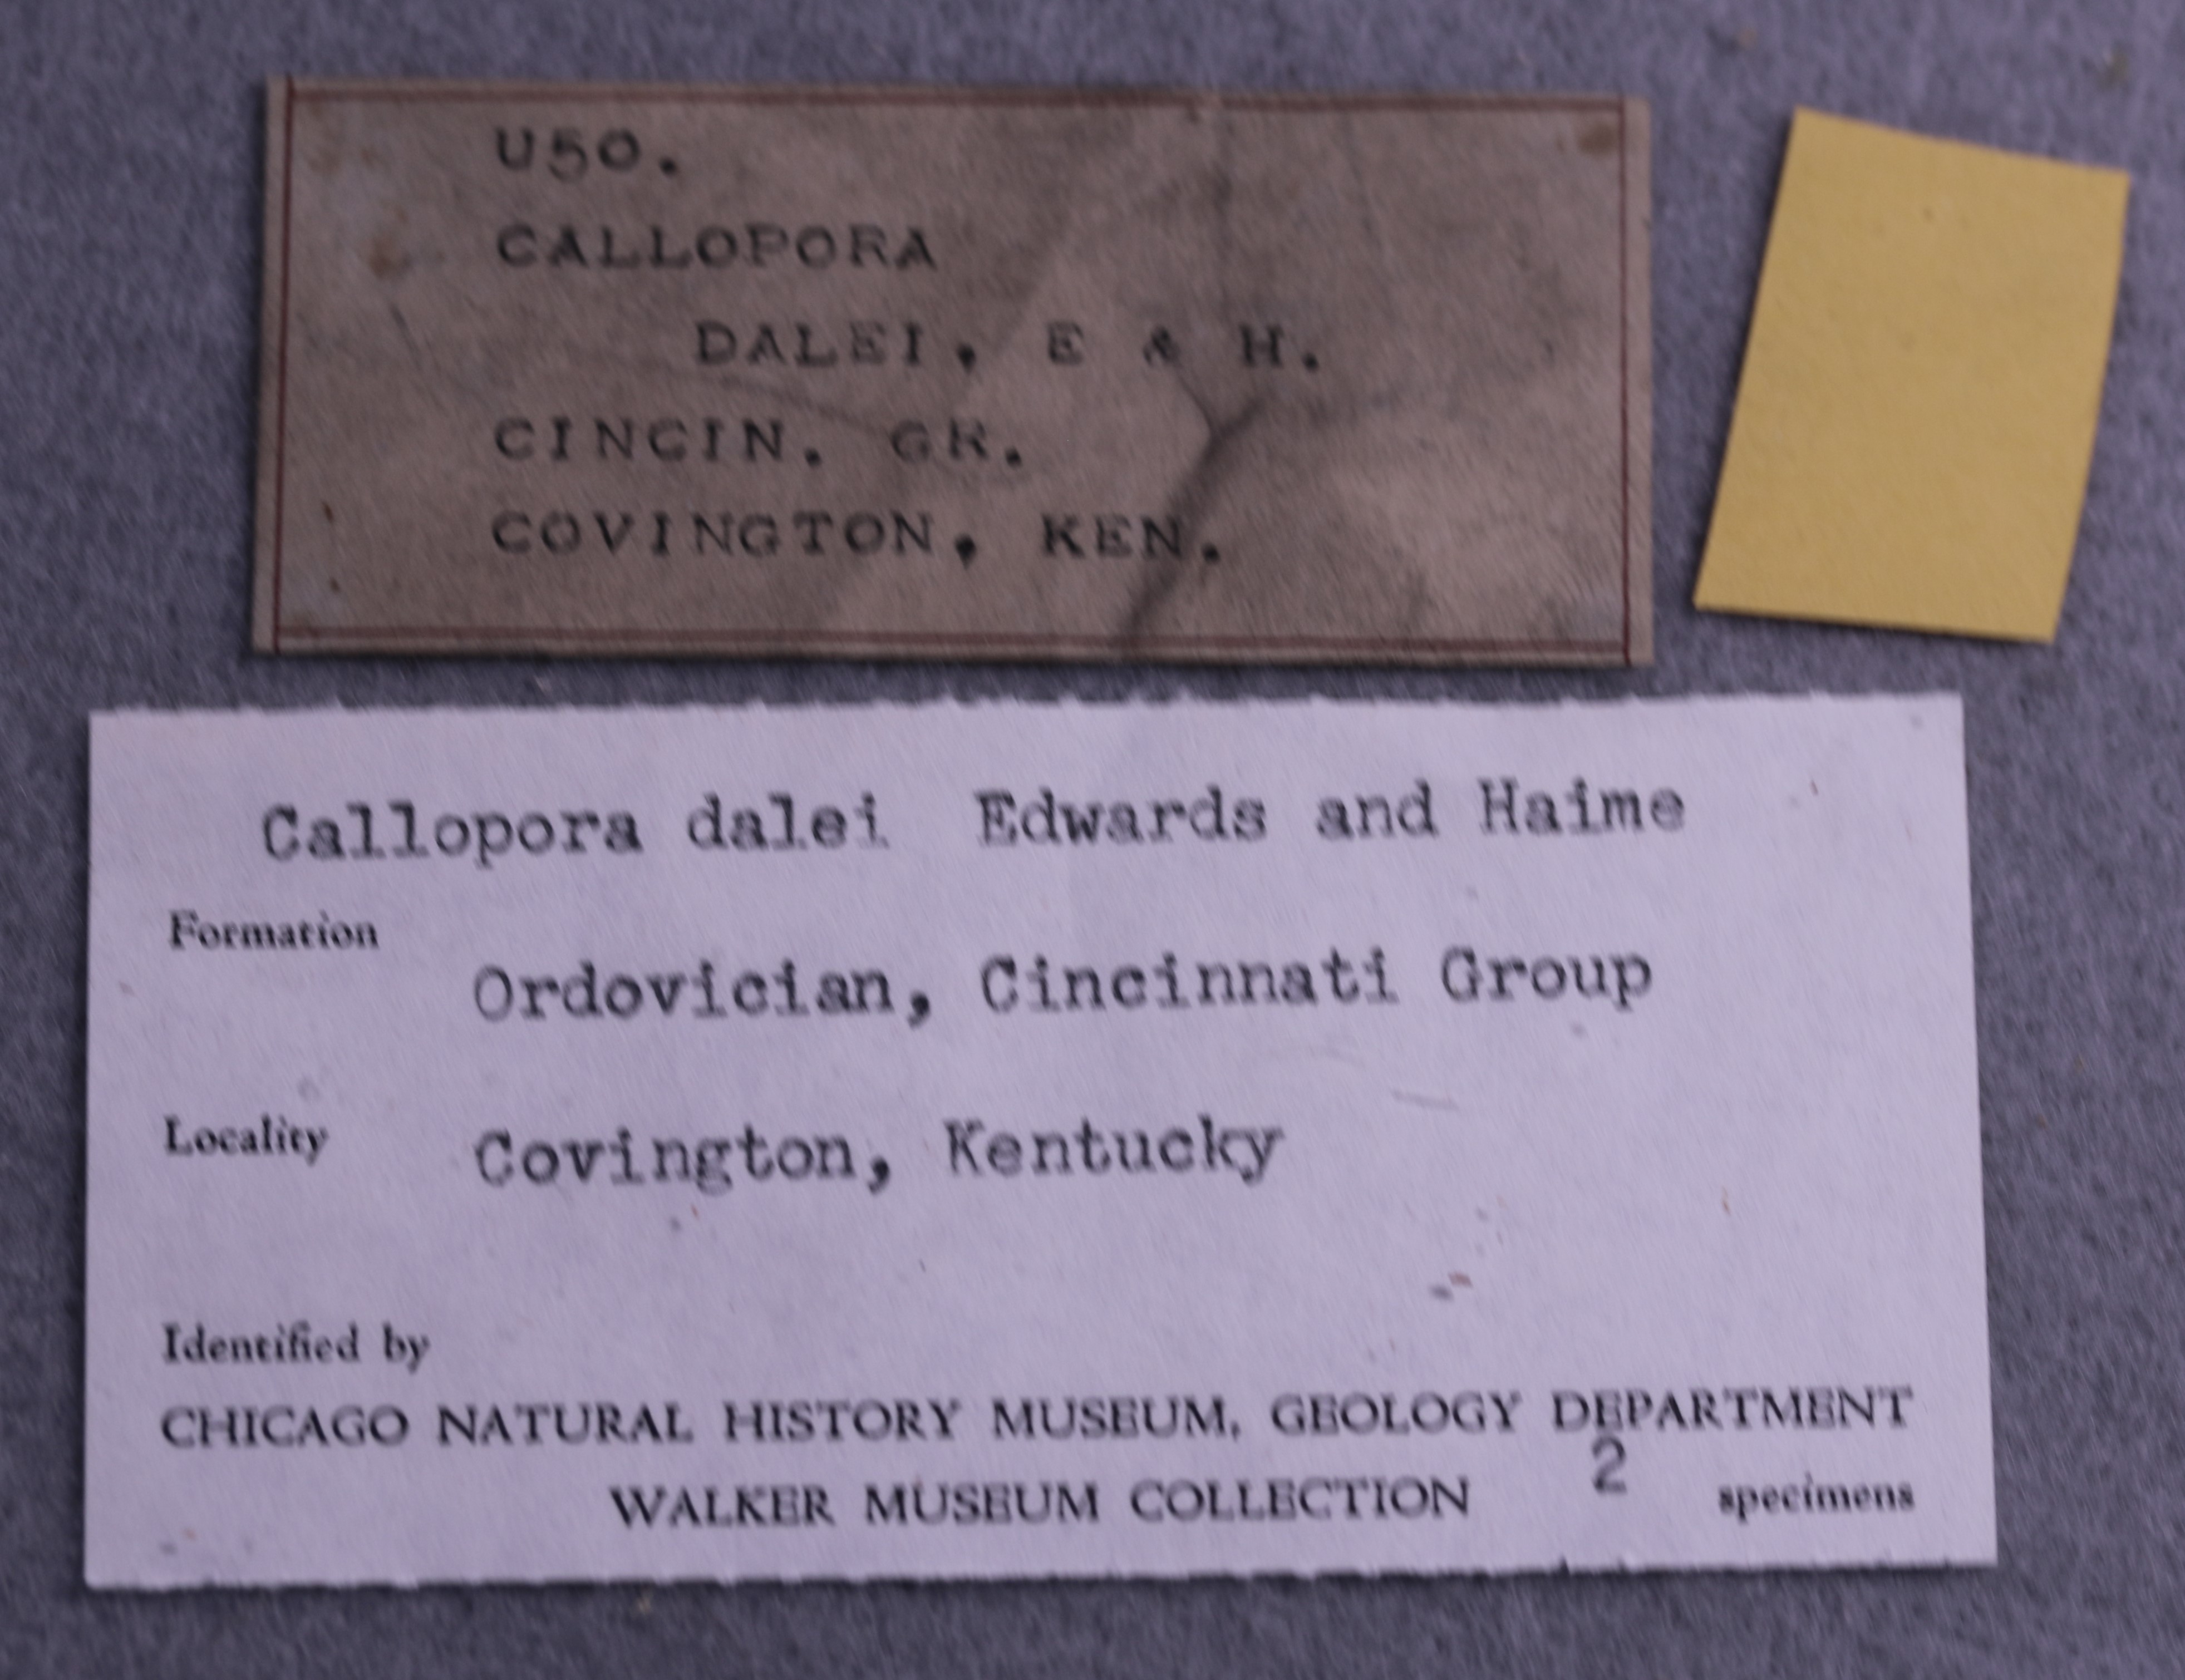 U50.
CALLOPORA
DALEI, E & H.
CINCIN. GR.
COVINGTON, KEN.
Callopora dalei Edwards and Haime
Formation
Ordovician, Cincinnati Group
Locality Covington, Kentucky
Identified by
CHICAGO NATURAL HISTORY MUSEUM, GEOLOGY DEPARTMENT
WALKER MUSEUM COLLECTION 2 specimens